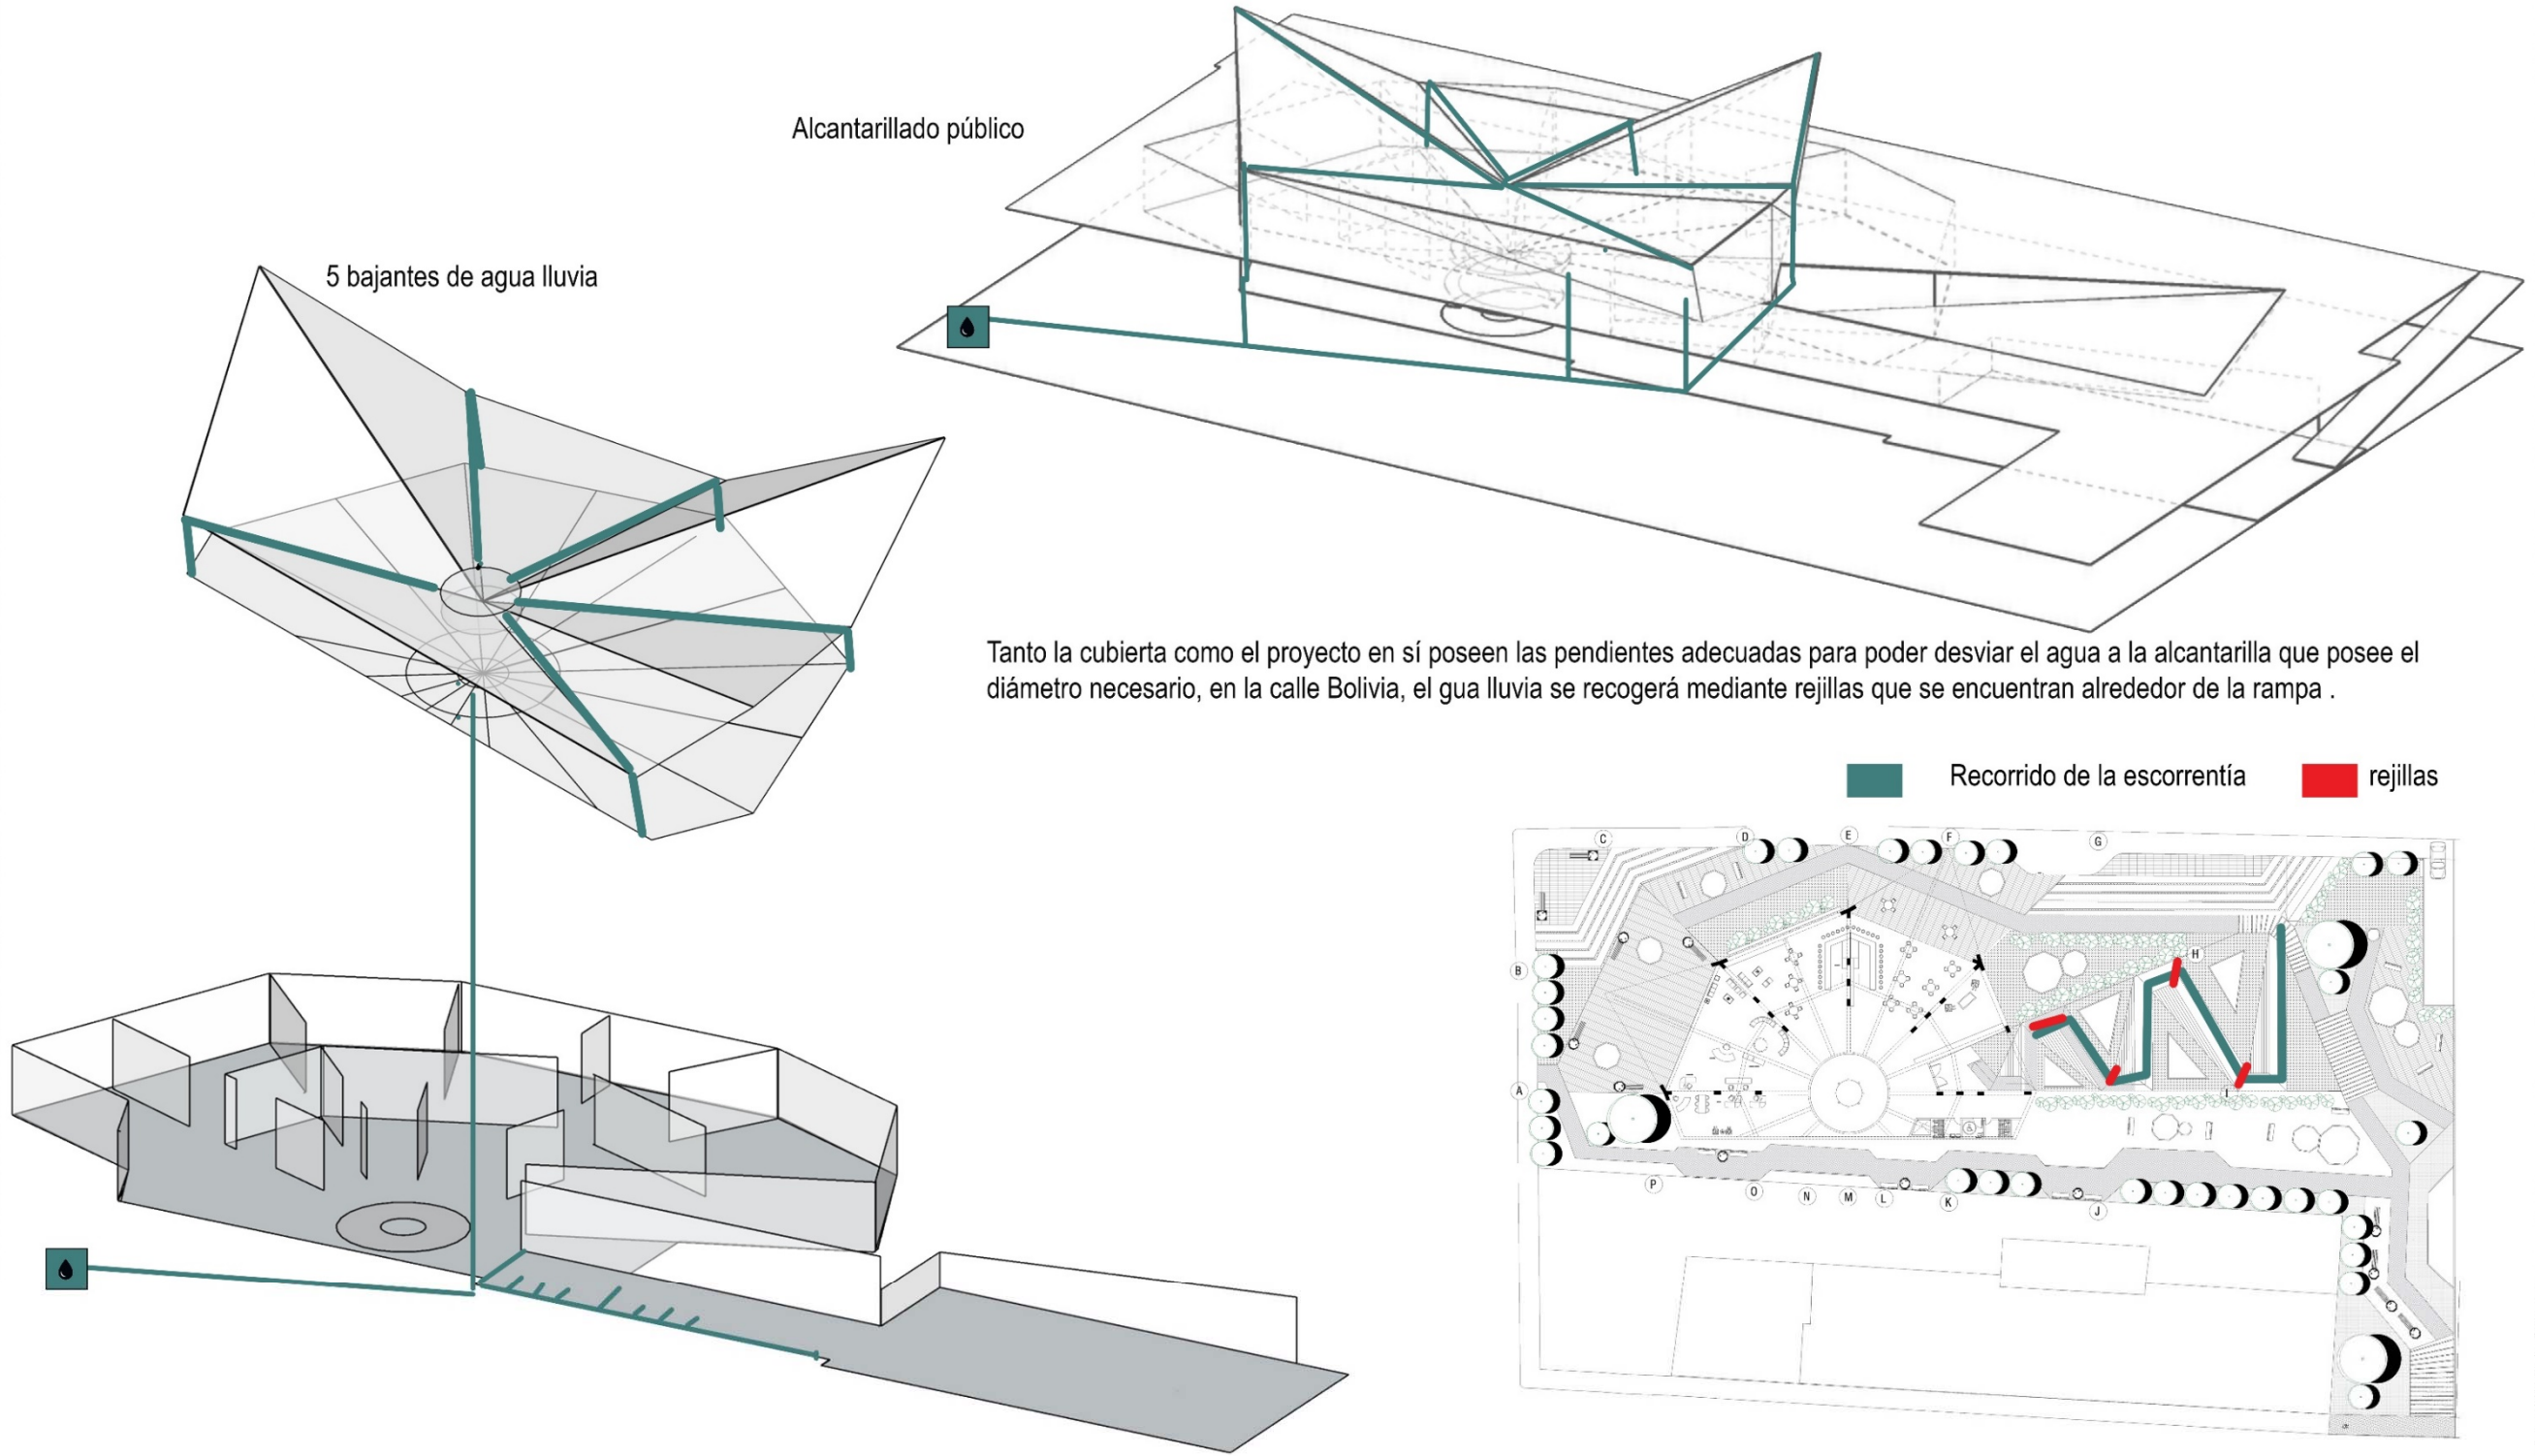 Alcantarillado público
5 bajantes de agua lluvia
Tanto la cubierta como el proyecto en sí poseen las pendientes adecuadas para poder desviar el agua a la alcantarilla que posee el
diámetro necesario, en la calle Bolivia, el gua lluvia se recogerá mediante rejillas que se encuentran alrededor de la rampa .
Recorrido de la escorrentía
rejillas
C
D
E
F
G
B
H
A
I
P
O
N
M
L
K
J